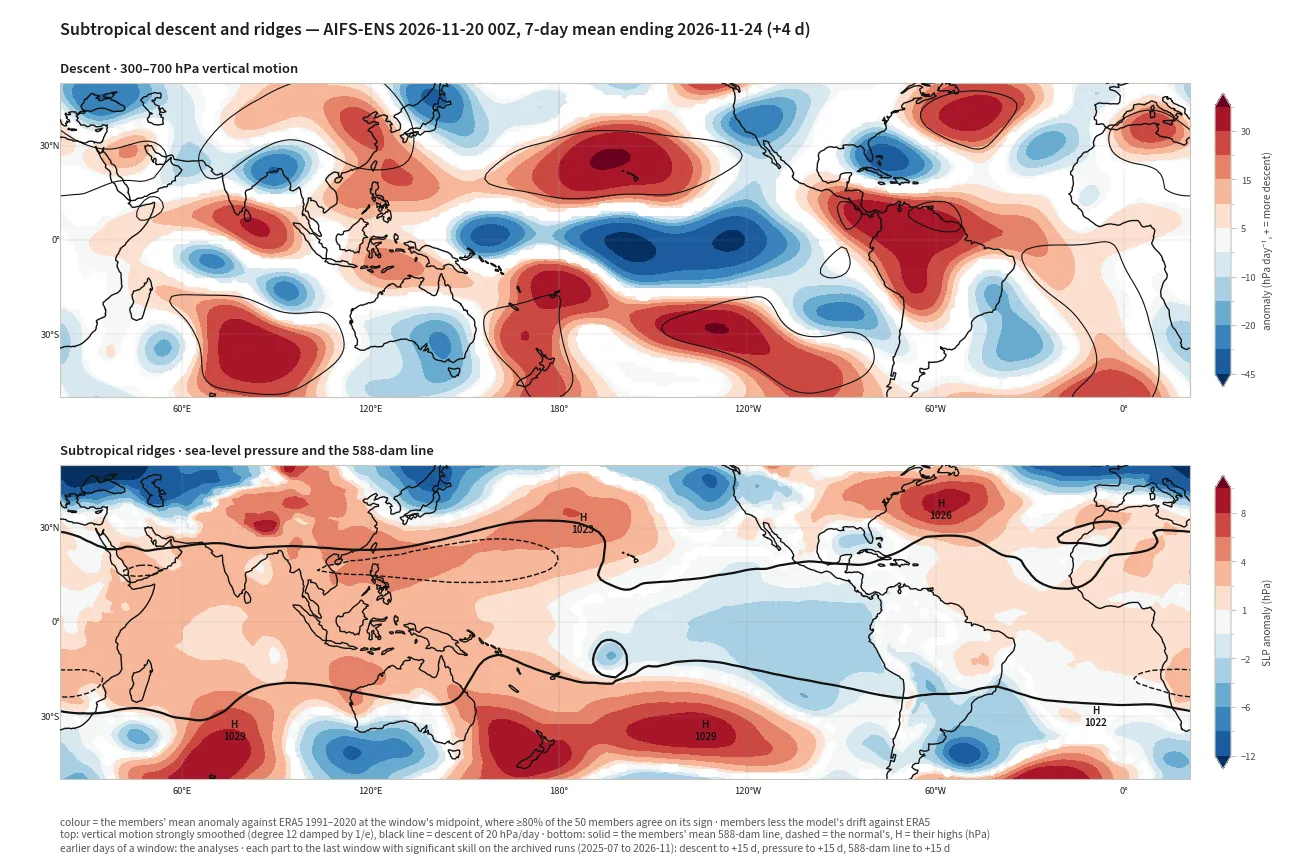 Subtropical descent and ridges — AIFS-ENS 2026-11-20 00Z, 7-day mean ending 2026-11-24 (+4 d)
Descent · 300–700 hPa vertical motion
30°N
0°
30°S
60°E
120°E
180°
120°W
60°W
0°
30
15
5
−10
−20
−45
anomaly (hPa day⁻¹, + = more descent)
Subtropical ridges · sea-level pressure and the 588-dam line
30°N
0°
30°S
H
1023
H
1026
H
1029
H
1029
H
1022
60°E
120°E
180°
120°W
60°W
0°
8
4
1
−2
−6
−12
SLP anomaly (hPa)
colour = the members' mean anomaly against ERA5 1991–2020 at the window's midpoint, where ≥80% of the 50 members agree on its sign · members less the model's drift against ERA5
top: vertical motion strongly smoothed (degree 12 damped by 1/e), black line = descent of 20 hPa/day · bottom: solid = the members' mean 588-dam line, dashed = the normal's, H = their highs (hPa)
earlier days of a window: the analyses · each part to the last window with significant skill on the archived runs (2025-07 to 2026-11): descent to +15 d, pressure to +15 d, 588-dam line to +15 d